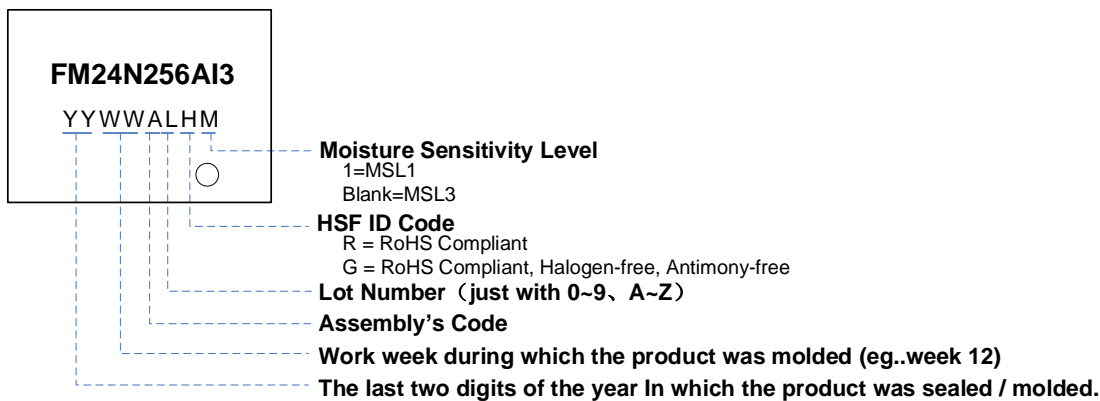 FM24N256AI3
YYWWALHM
Moisture Sensitivity Level
1=MSL1
Blank=MSL3
HSF ID Code
R = RoHS Compliant
G = RoHS Compliant, Halogen-free, Antimony-free
Lot Number（just with 0~9、A~Z）
Assembly's Code
Work week during which the product was molded (eg..week 12)
The last two digits of the year In which the product was sealed / molded.